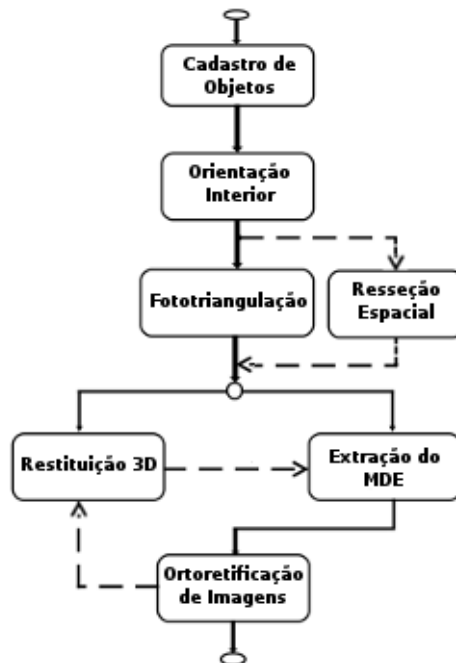 Cadastro de
Objetos
Orientação
Interior
Fototriangulação
Resseção
Espacial
Restituição 3D
Extração do
MDE
Ortoretificação
de Imagens